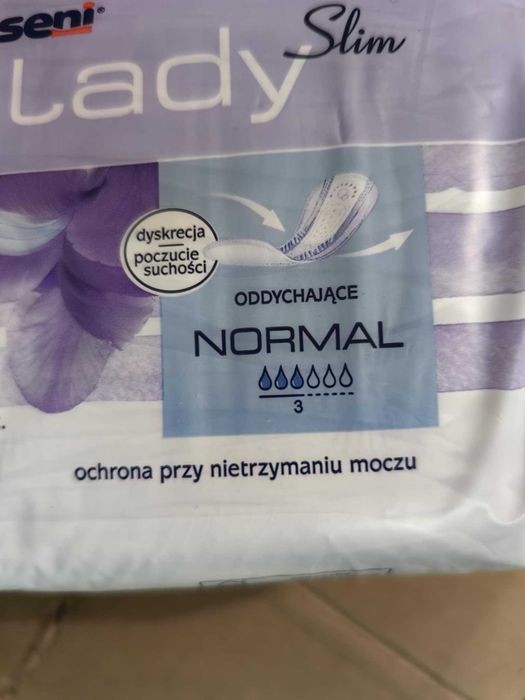 seni®
Lady
Slim
dyskrecja
poczucie
suchości
ODDYCHAJĄCE
NORMAL
3
ochrona przy nietrzymaniu moczu